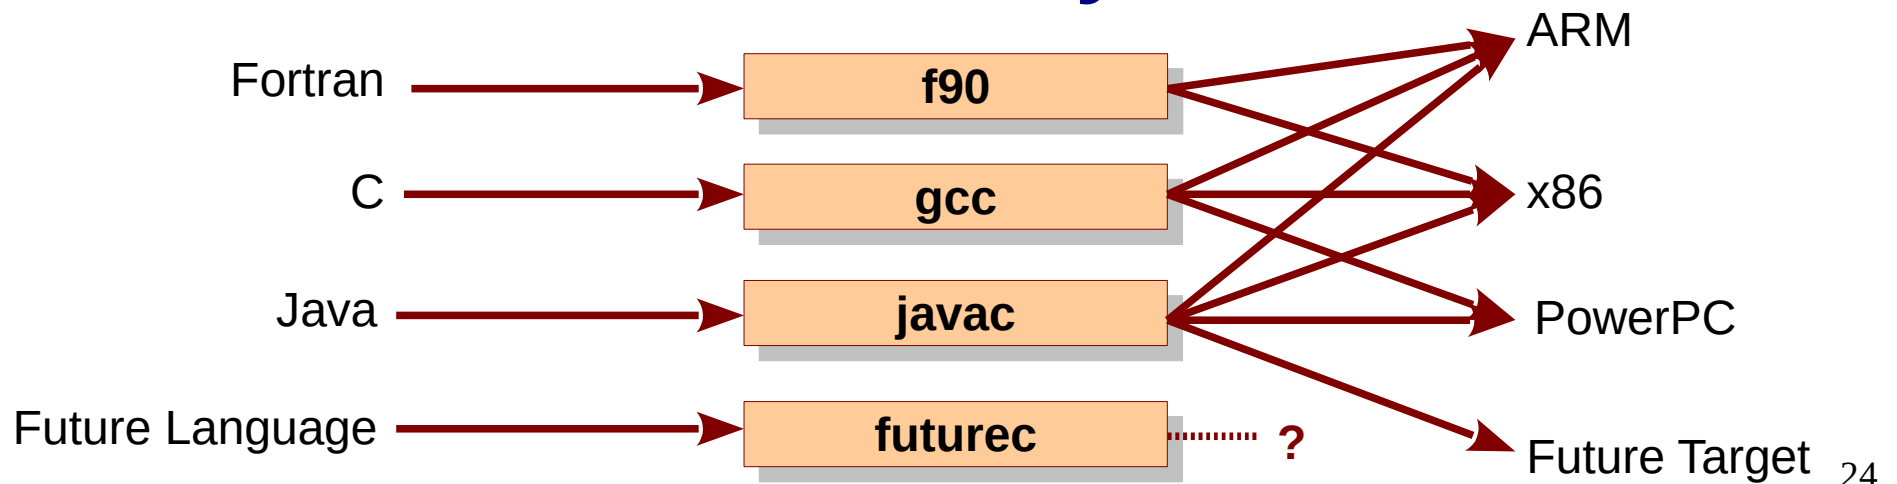 ARM
Fortran
f90
C
gcc
x86
Java
javac
PowerPC
Future Language
futurec
?
Future Target
24